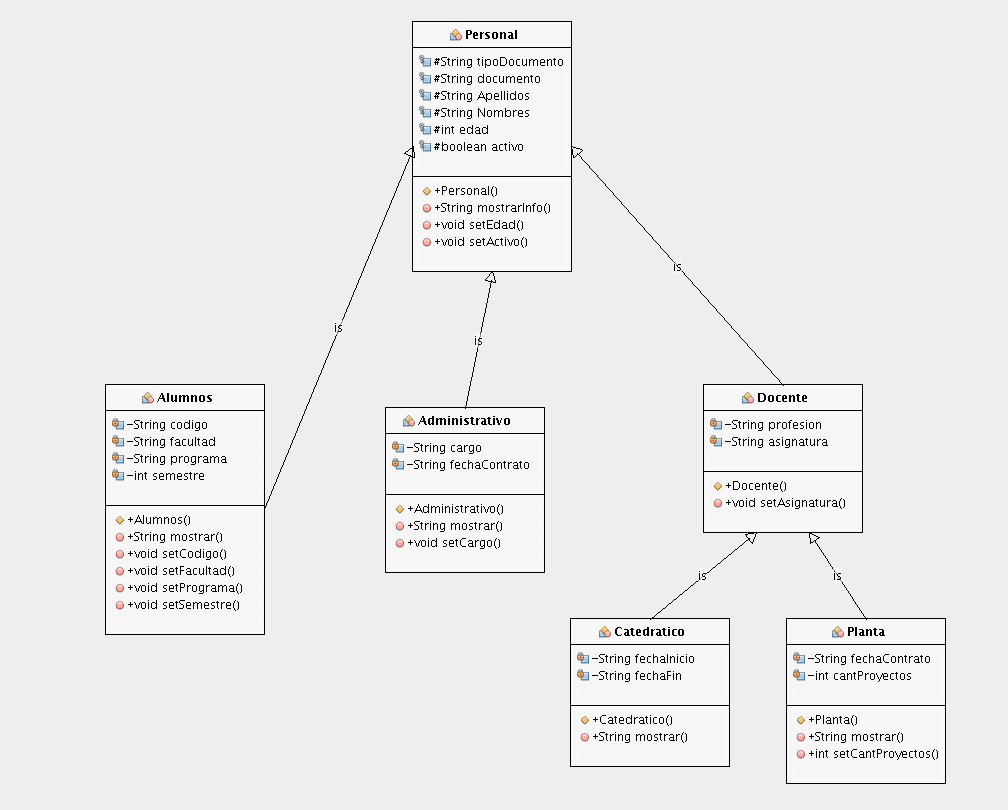 Personal
#String tipoDocumento
#String documento
#String Apellidos
#String Nombres
#int edad
#boolean activo
+Personal()
+String mostrarInfo()
+void setEdad()
+void setActivo()
is
is
is
Alumnos
-String codigo
-String facultad
-String programa
-int semestre
+Alumnos()
+String mostrar()
+void setCodigo()
+void setFacultad()
+void setPrograma()
+void setSemestre()
Administrativo
-String cargo
-String fechaContrato
+Administrativo()
+String mostrar()
+void setCargo()
Docente
-String profesion
-String asignatura
+Docente()
+void setAsignatura()
is
is
Catedratico
-String fechaInicio
-String fechaFin
+Catedratico()
+String mostrar()
Planta
-String fechaContrato
-int cantProyectos
+Planta()
+String mostrar()
+int setCantProyectos()